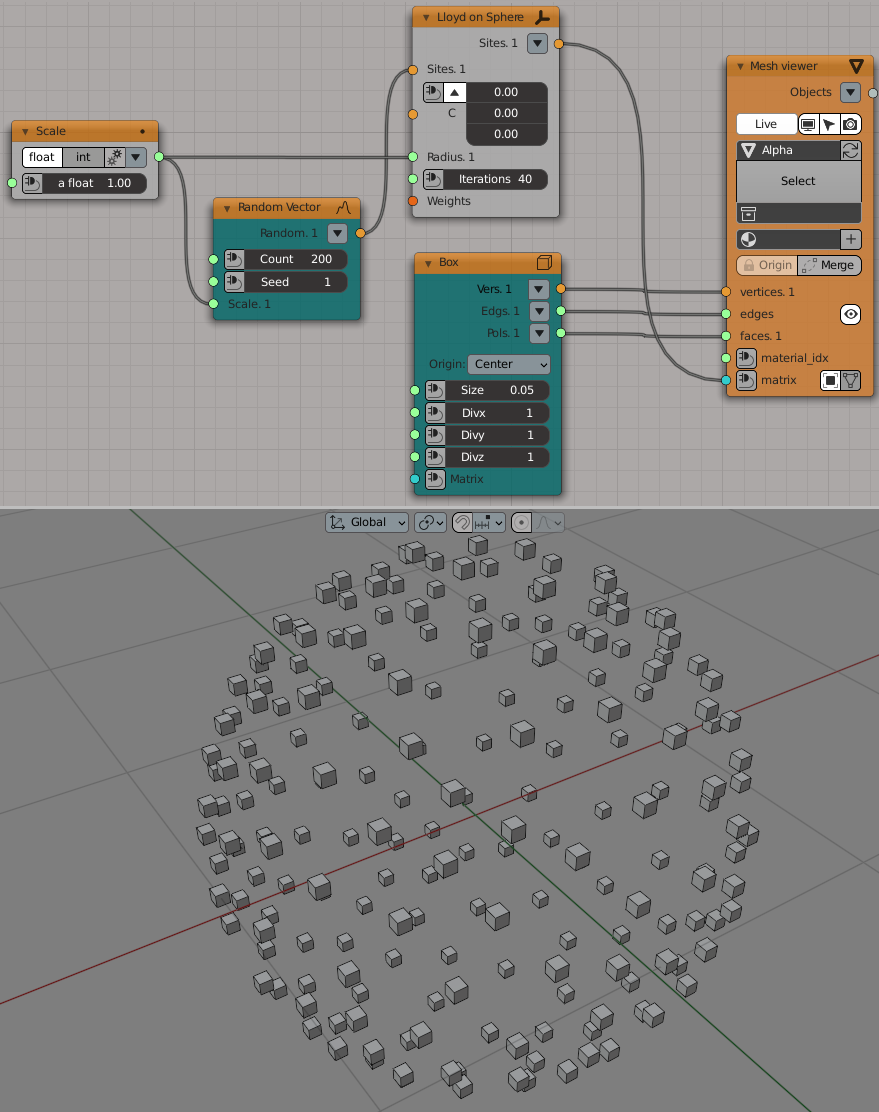 Scale
float int
a float 1.00
Random Vector
Random. 1
Count 200
Seed 1
Scale. 1
Lloyd on Sphere
Sites. 1
Sites. 1
0.00
C 0.00
0.00
Radius. 1
Iterations 40
Weights
Box
Vers. 1
Edgs. 1
Pols. 1
Origin: Center
Size 0.05
Divx 1
Divy 1
Divz 1
Matrix
Mesh viewer
Objects
Live
Alpha
Select
Origin Merge
vertices. 1
edges
faces. 1
material_idx
matrix
Global